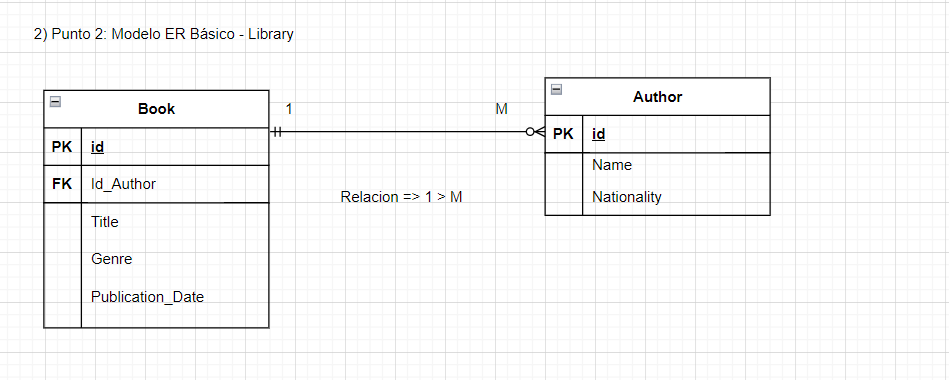 2) Punto 2: Modelo ER Básico - Library
Book
PK id
FK Id_Author
Title
Genre
Publication_Date
1
M
Relacion => 1 > M
Author
PK id
Name
Nationality